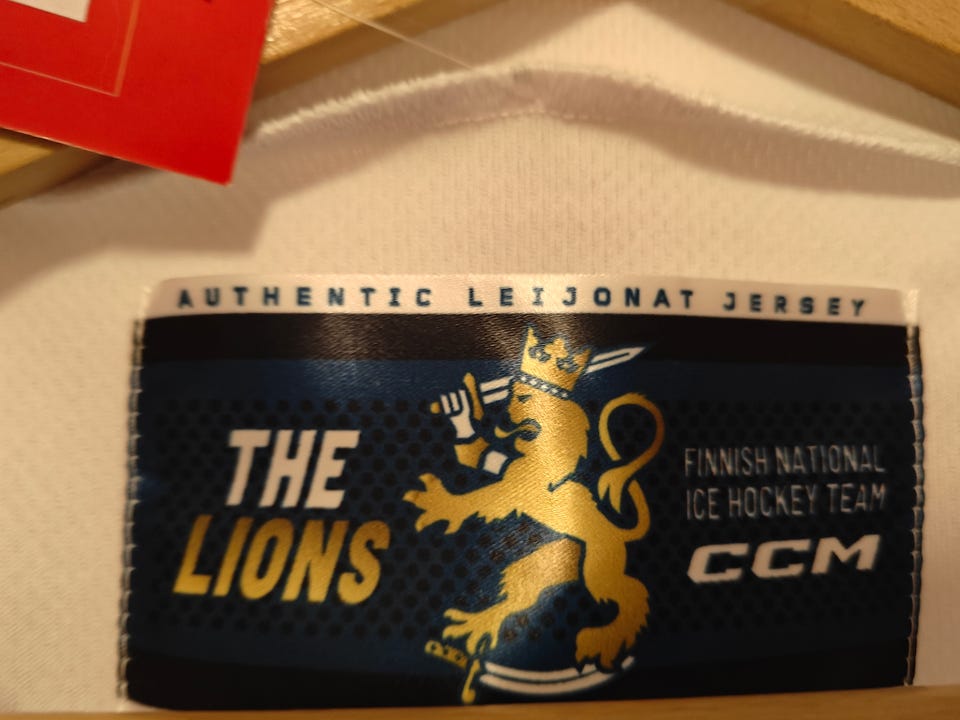 AUTHENTIC LEIJONAT JERSEY
THE
LIONS
FINNISH NATIONAL
ICE HOCKEY TEAM
CCM